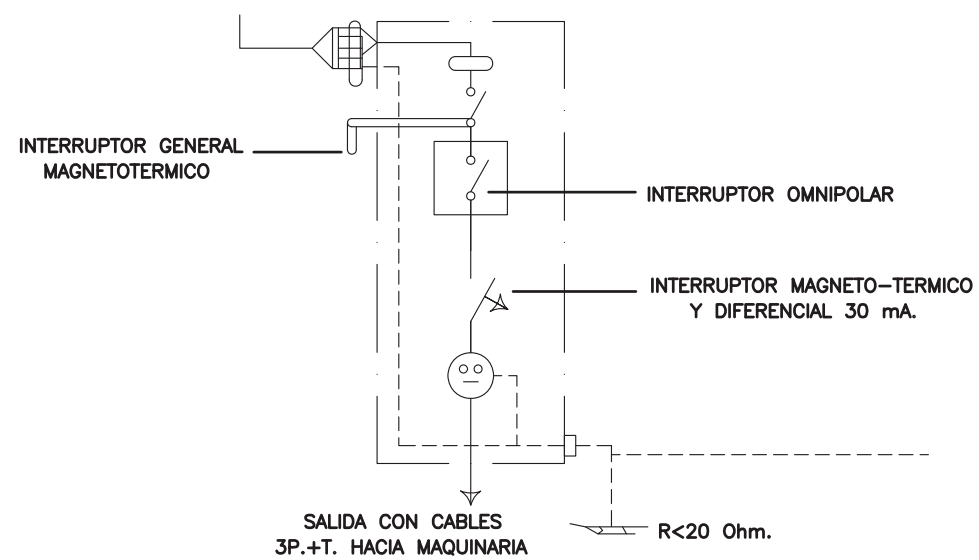 INTERRUPTOR GENERAL
MAGNETOTERMICO
INTERRUPTOR OMNIPOLAR
INTERRUPTOR MAGNETO-TERMICO
Y DIFERENCIAL 30 mA.
SALIDA CON CABLES
3P.+T. HACIA MAQUINARIA
R<20 Ohm.